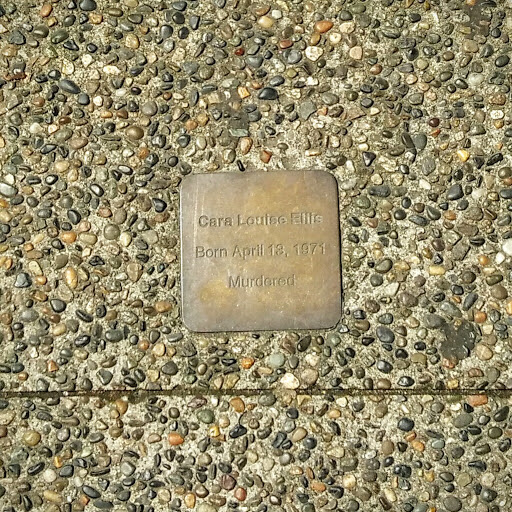 Cara Louise Ellis
Born April 13, 1971
Murdered